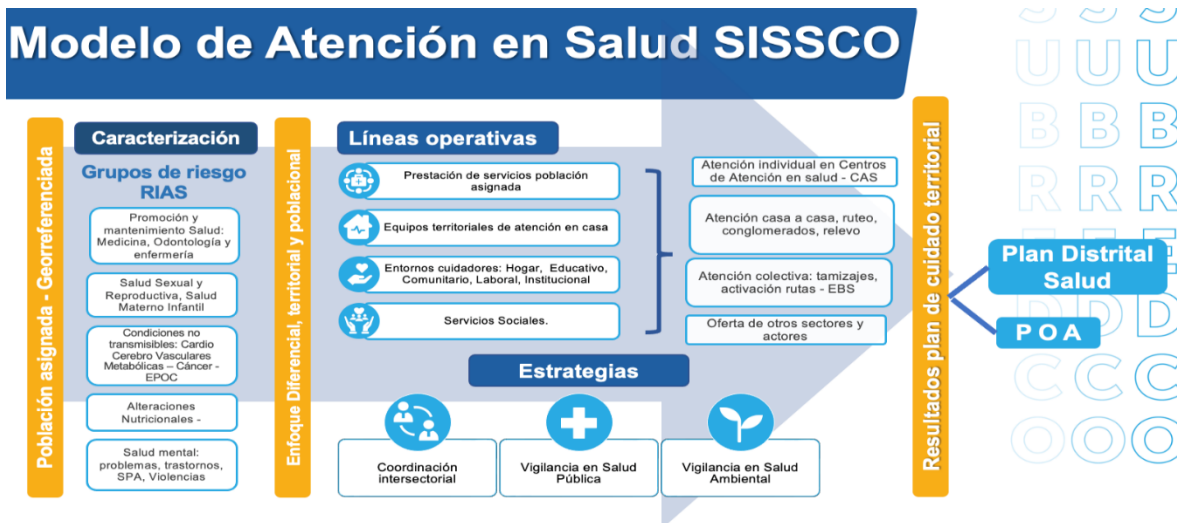 Modelo de Atención en Salud SISSCO
Población asignada - Georreferenciada
Caracterización
Grupos de riesgo
RIAS
Promoción y
mantenimiento Salud:
Medicina, Odontología y
enfermería
Salud Sexual y
Reproductiva, Salud
Materno Infantil
Condiciones no
transmisibles: Cardio
Cerebro Vasculares
Metabólicas – Cáncer -
EPOC
Alteraciones
Nutricionales -
Salud mental:
problemas, trastornos,
SPA, Violencias
Enfoque Diferencial, territorial y poblacional
Líneas operativas
Prestación de servicios población
asignada
Equipos territoriales de atención en casa
Entornos cuidadores: Hogar, Educativo,
Comunitario, Laboral, Institucional
Servicios Sociales.
Atención individual en Centros
de Atención en salud - CAS
Atención casa a casa, ruteo,
conglomerados, relevo
Atención colectiva: tamizajes,
activación rutas - EBS
Oferta de otros sectores y
actores
Estrategias
Coordinación
intersectorial
Vigilancia en Salud
Pública
Vigilancia en Salud
Ambiental
Resultados plan de cuidado territorial
Plan Distrital
Salud
P O A
S S S
U U U
B B B
R R R
E E E
D D D
C C C
O O O